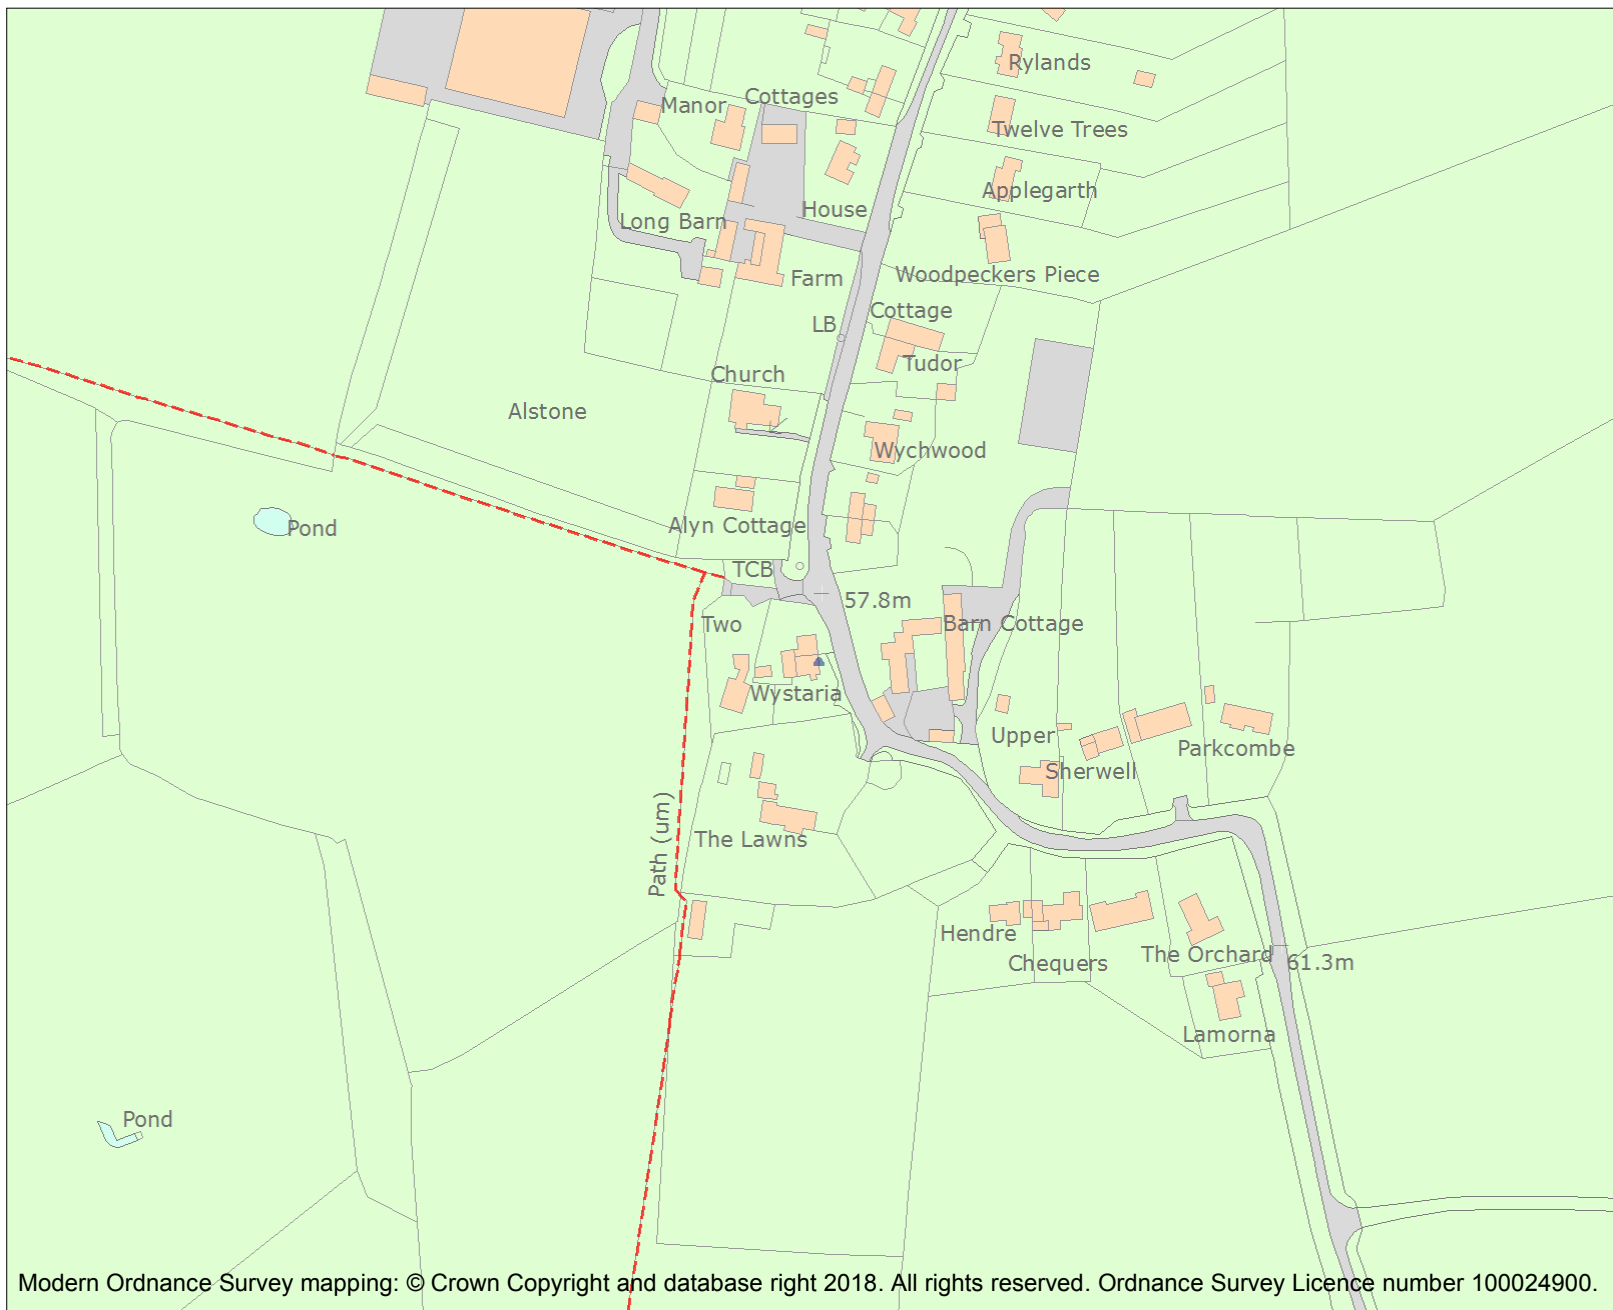 Rylands
Manor
Cottages
Twelve Trees
Applegarth
House
Long Barn
Woodpeckers Piece
Farm
Cottage
LB
Tudor
Church
Alstone
Wychwood
Pond
Alyn Cottage
TCB
57.8m
Two
Barn Cottage
Wystaria
Upper
Parkcombe
Sherwell
The Lawns
Path (um)
Hendre
The Orchard
61.3m
Chequers
Lamorna
Pond
Modern Ordnance Survey mapping: © Crown Copyright and database right 2018. All rights reserved. Ordnance Survey Licence number 100024900.